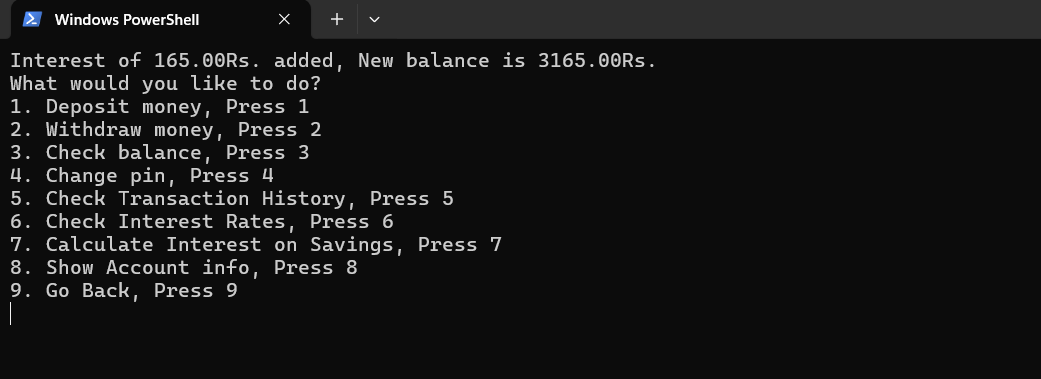 Windows PowerShell
Interest of 165.00Rs. added, New balance is 3165.00Rs.
What would you like to do?
1. Deposit money, Press 1
2. Withdraw money, Press 2
3. Check balance, Press 3
4. Change pin, Press 4
5. Check Transaction History, Press 5
6. Check Interest Rates, Press 6
7. Calculate Interest on Savings, Press 7
8. Show Account info, Press 8
9. Go Back, Press 9